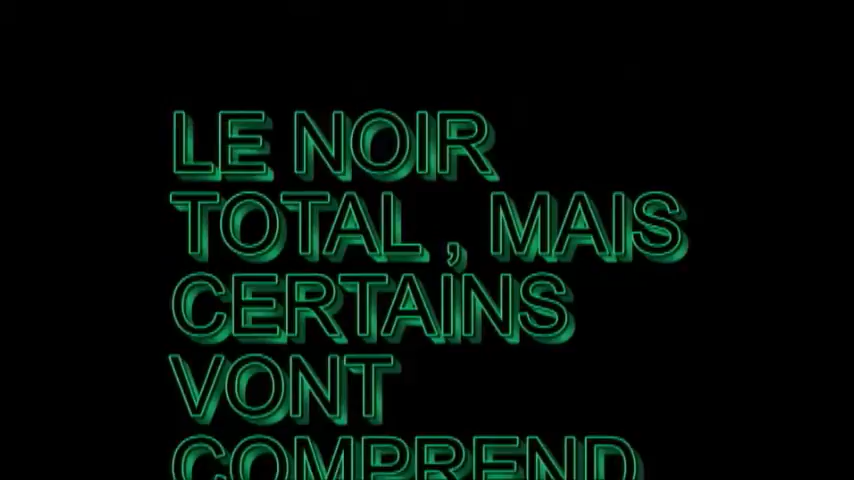 LE NOIR
TOTAL , MAIS
CERTAINS
VONT
COMPREND